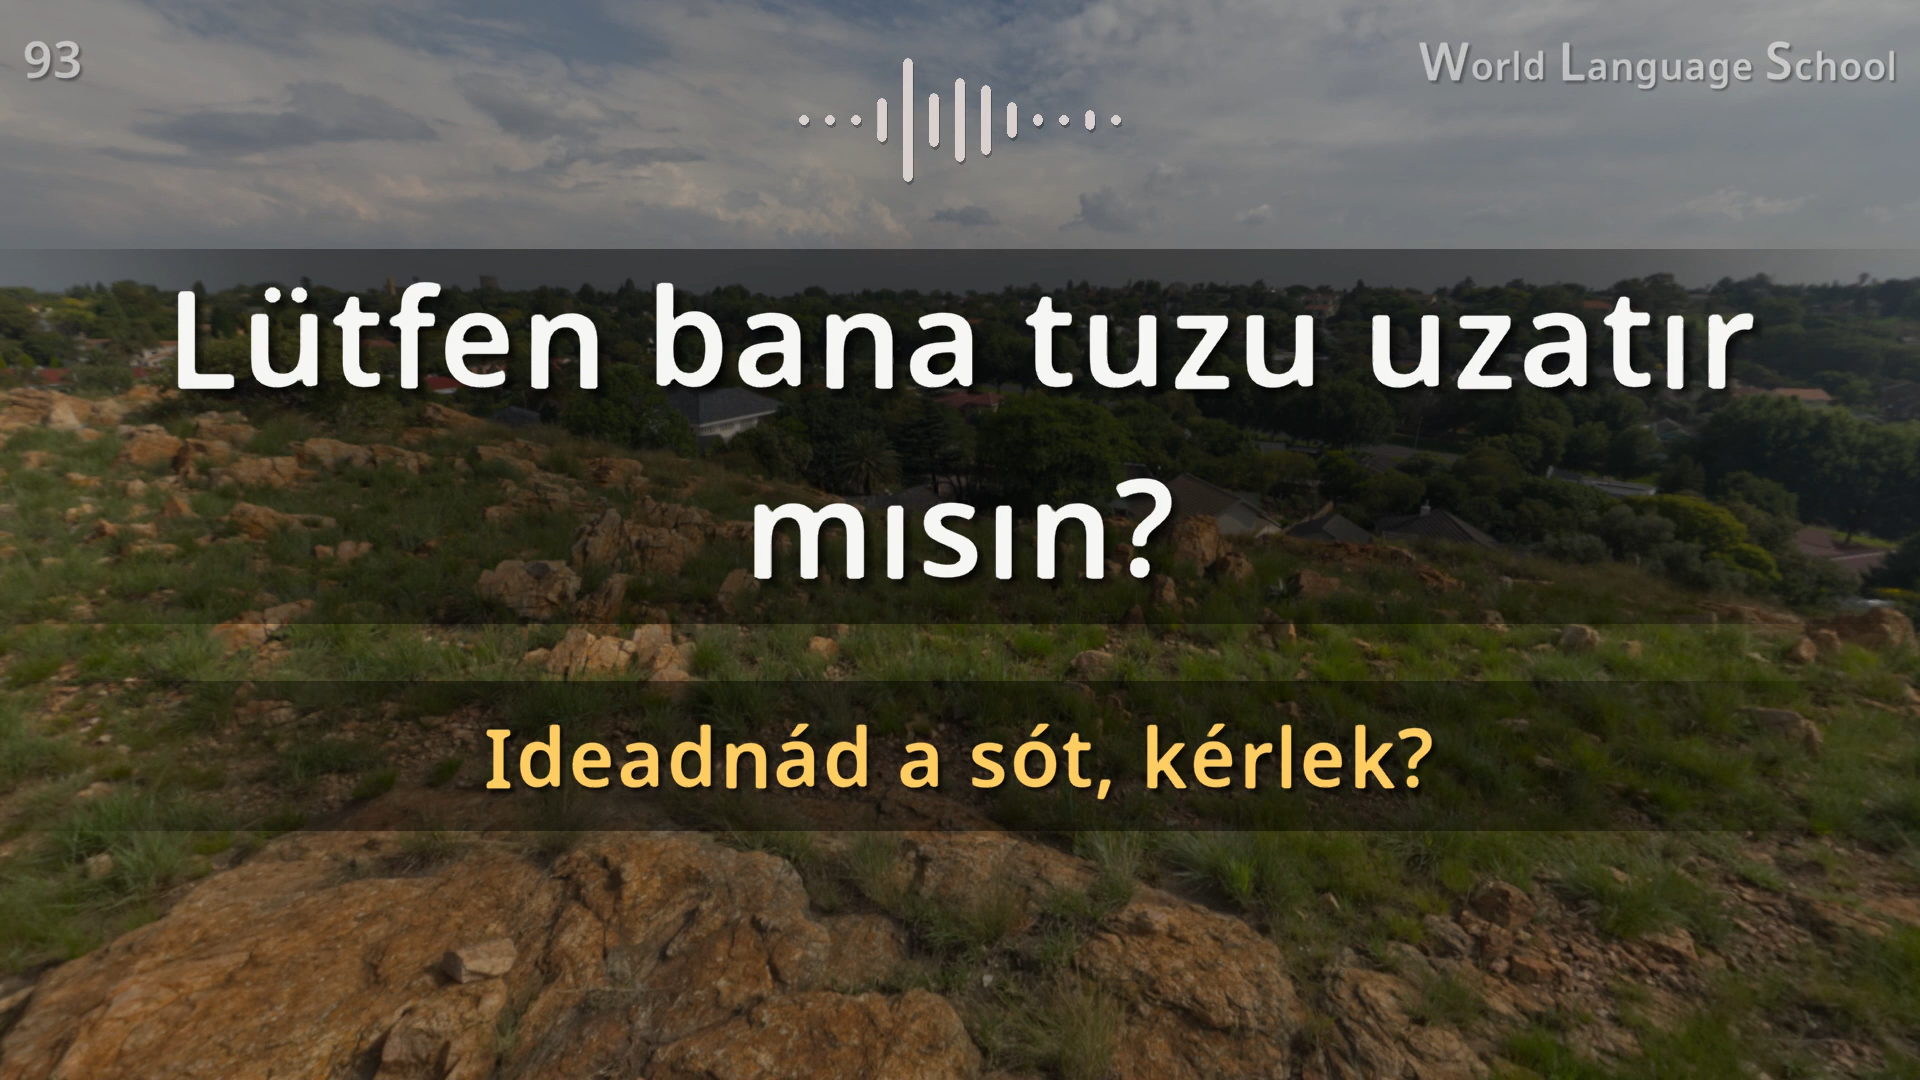 93
World Language School
Lütfen bana tuzu uzatır
mısın?
Ideadnád a sót, kérlek?